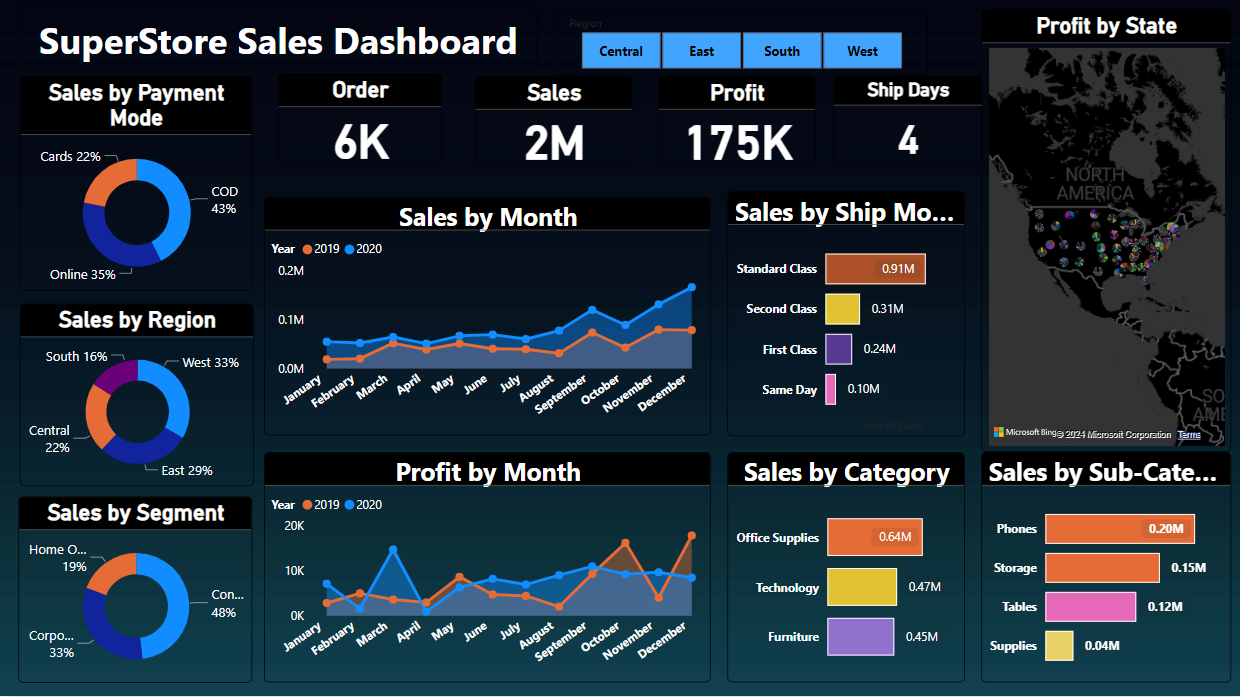 SuperStore Sales Dashboard
Region
Central
East
South
West
Profit by State
Sales by Payment
Mode
Cards 22%
COD
43%
Online 35%
Order
6K
Sales
2M
Profit
175K
Ship Days
4
NORTH
AMERICA
SO
AME
Microsoft Bing
© 2024 Microsoft Corporation
Terms
Sales by Month
Year
2019
2020
0.2M
0.1M
0.0M
January
February
March
April
May
June
July
August
September
October
November
December
Sales by Ship Mo...
Standard Class
0.91M
Second Class
0.31M
First Class
0.24M
Same Day
0.10M
Sum of Sales
Sales by Region
South 16%
West 33%
Central
22%
East 29%
Sales by Segment
Home O...
19%
Con...
48%
Corpo...
33%
Profit by Month
Year
2019
2020
20K
10K
0K
January
February
March
April
May
June
July
August
September
October
November
December
Sales by Category
Office Supplies
0.64M
Technology
0.47M
Furniture
0.45M
Sales by Sub-Cate...
Phones
0.20M
Storage
0.15M
Tables
0.12M
Supplies
0.04M